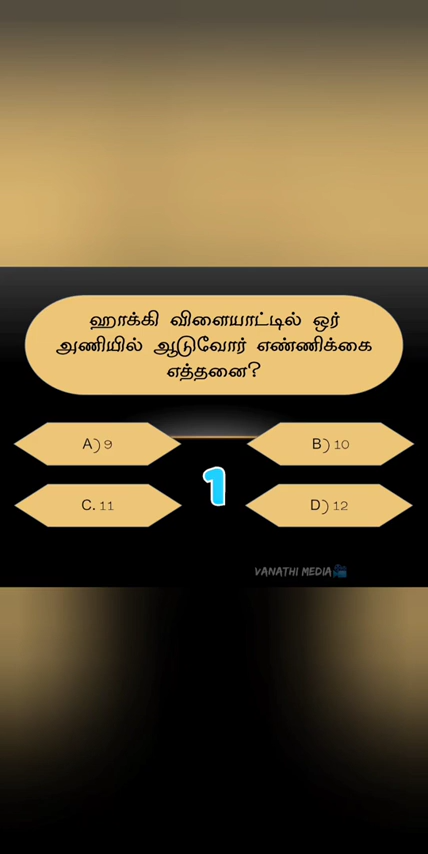 ஹாக்கி விளையாட்டில் ஒர்
அணியில் ஆடுவோர் எண்ணிக்கை
எத்தனை?
A) 9
B) 10
C. 11
1
D) 12
VANATHI MEDIA